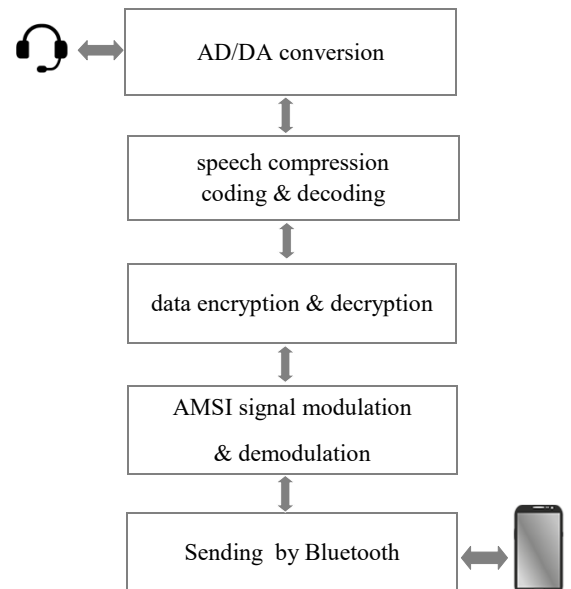 AD/DA conversion
speech compression
coding & decoding
data encryption & decryption
AMSI signal modulation
& demodulation
Sending by Bluetooth